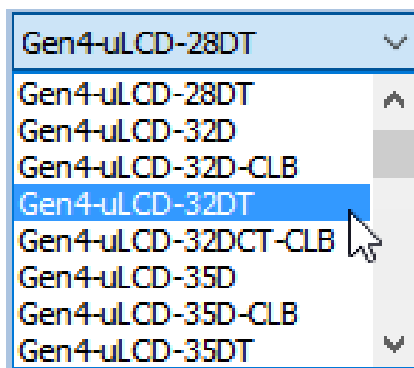 Gen4-uLCD-28DT
Gen4-uLCD-28DT
Gen4-uLCD-32D
Gen4-uLCD-32D-CLB
Gen4-uLCD-32DT
Gen4-uLCD-32DCT-CLB
Gen4-uLCD-35D
Gen4-uLCD-35D-CLB
Gen4-uLCD-35DT